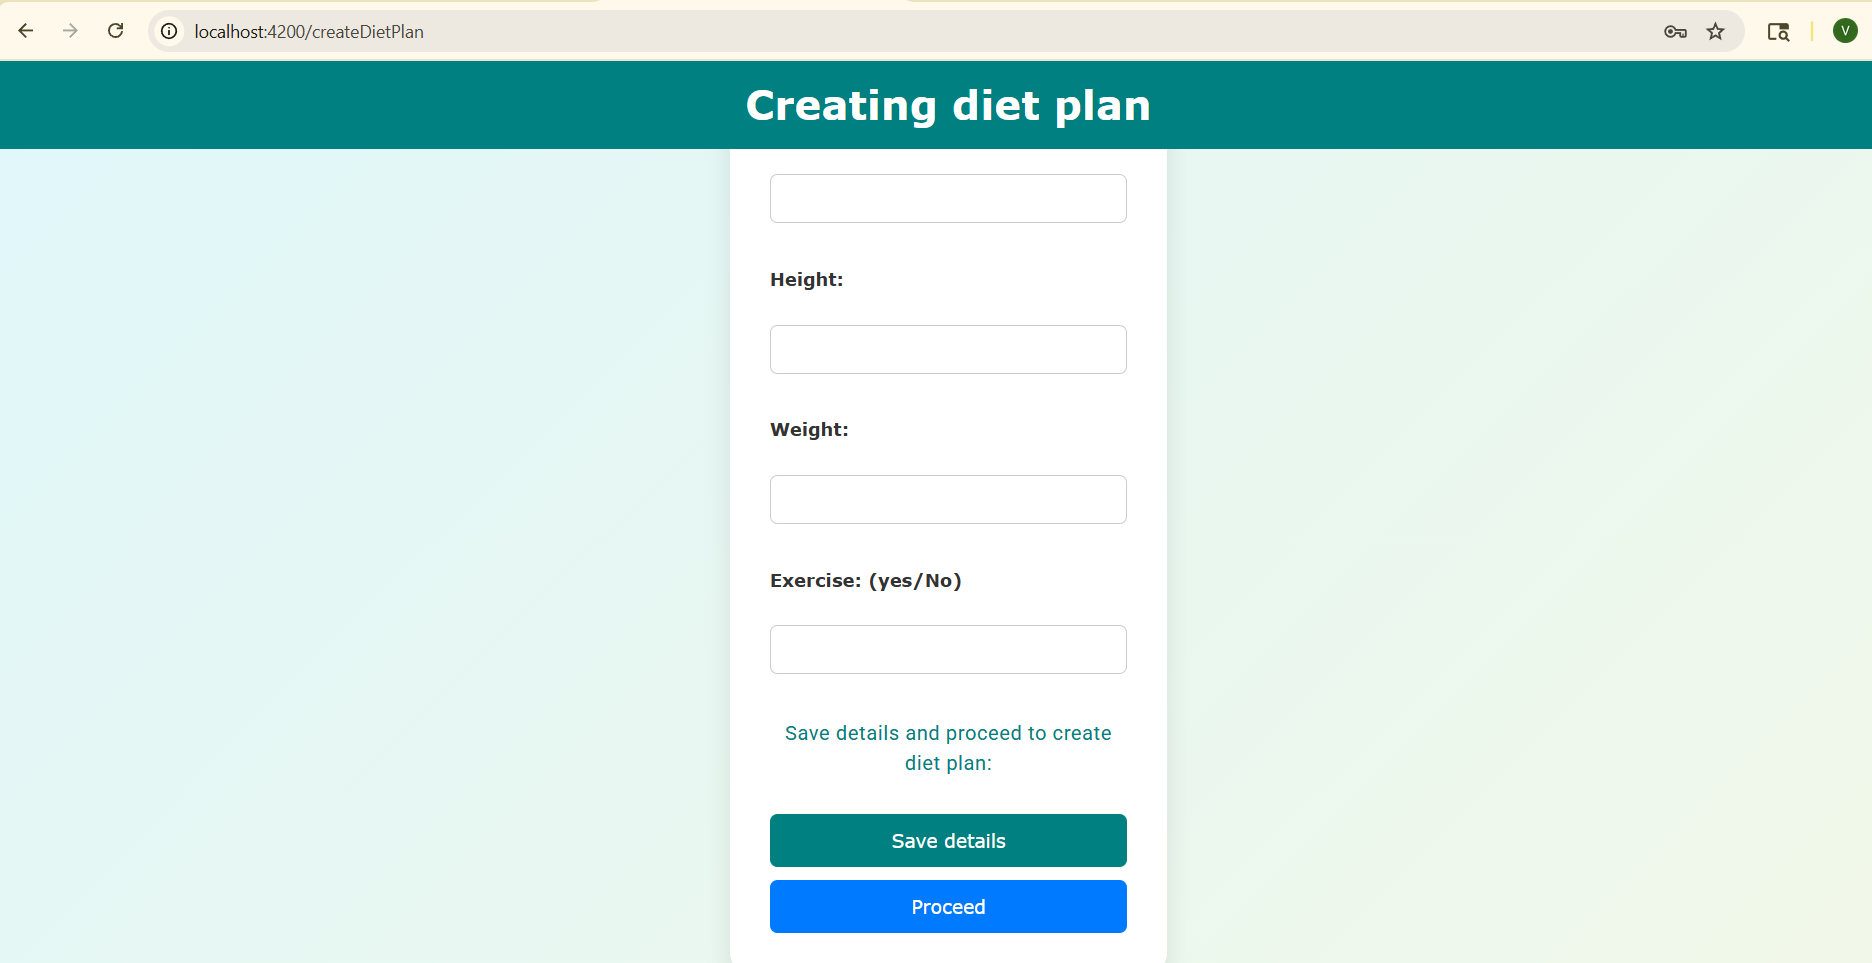 localhost:4200/createDietPlan
V
Creating diet plan
Height:
Weight:
Exercise: (yes/No)
Save details and proceed to create
diet plan:
Save details
Proceed